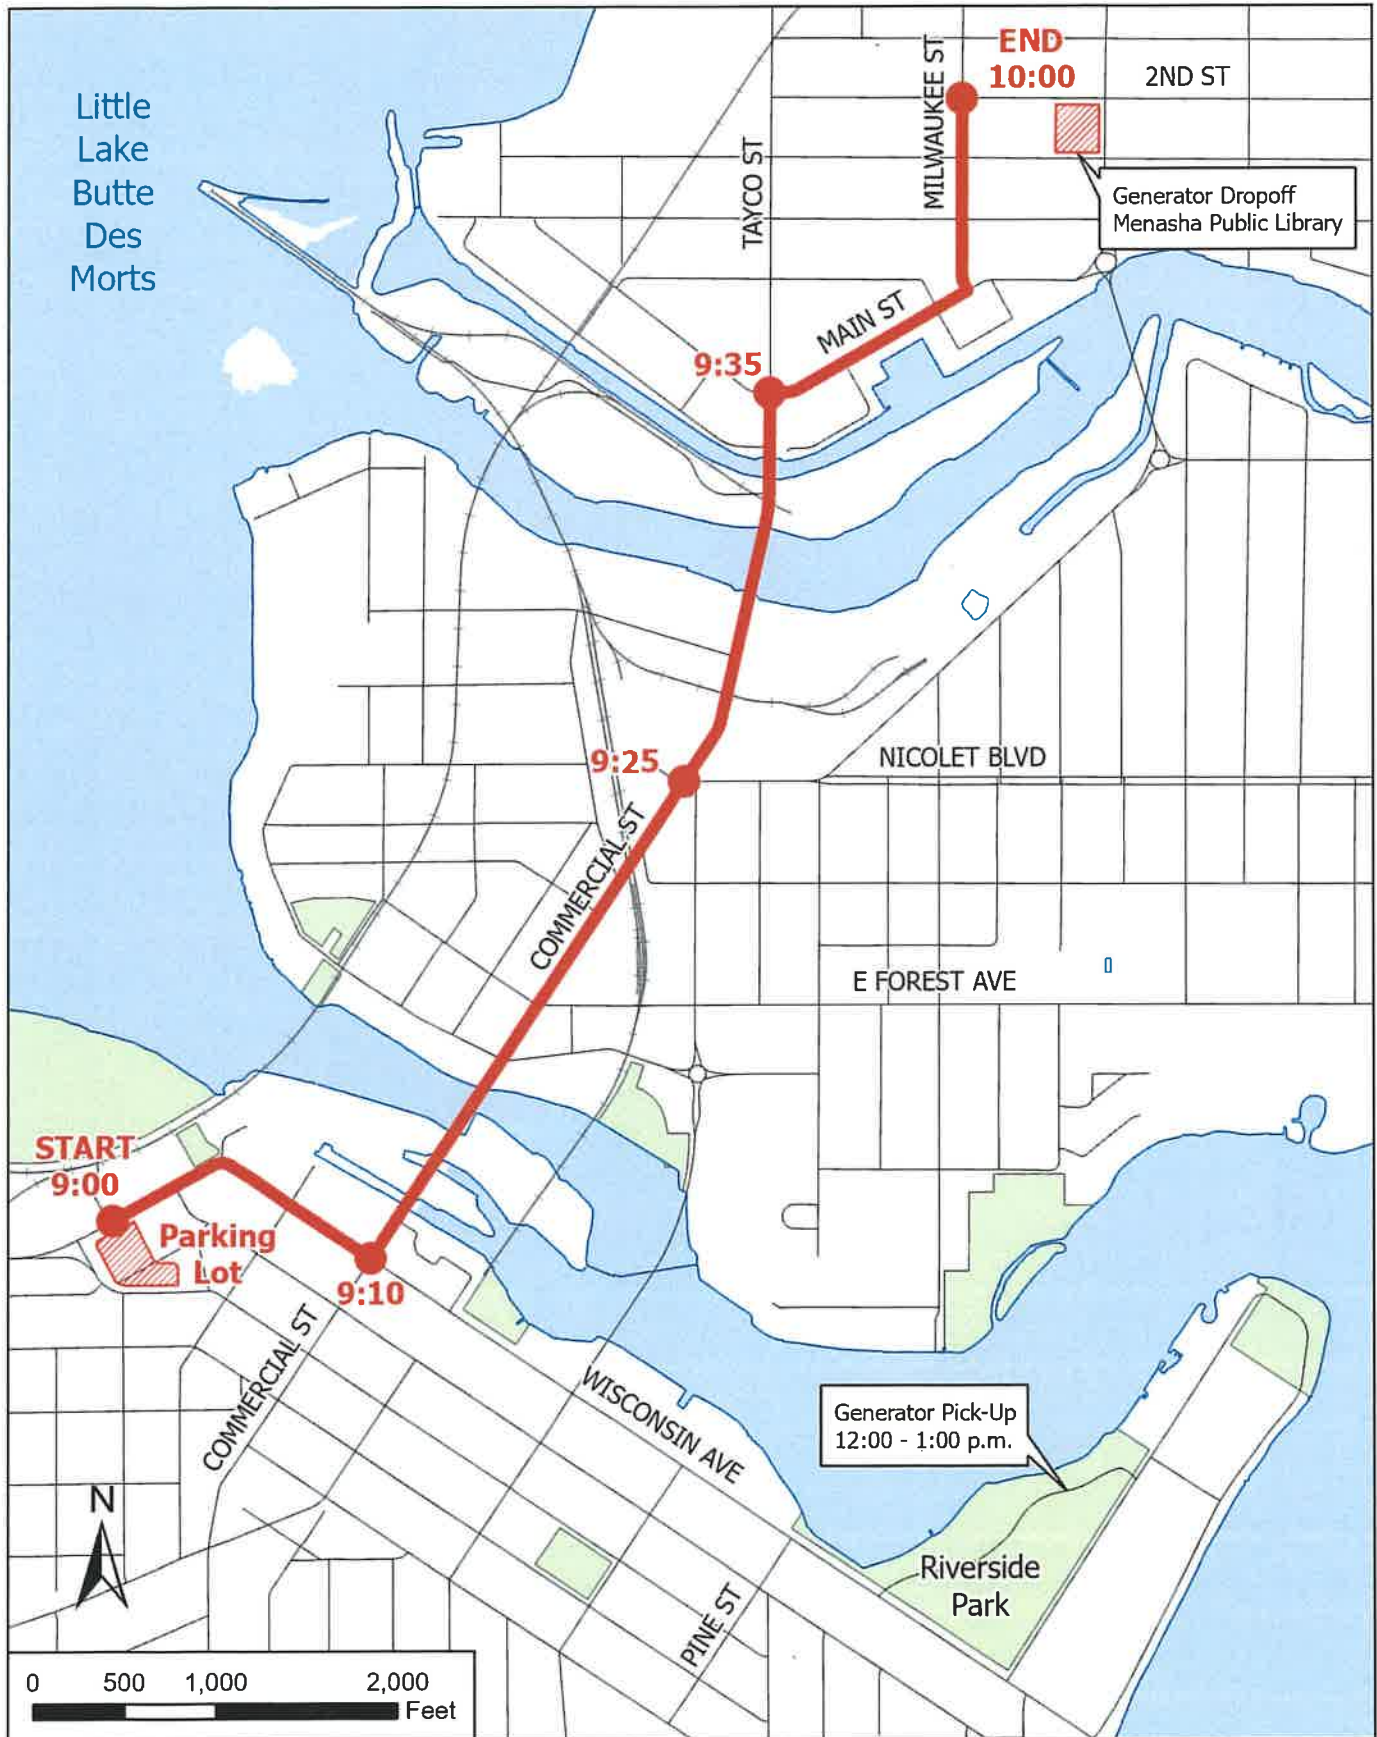 Little
Lake
Butte
Des
Morts
END
10:00
2ND ST
MILWAUKEE ST
TAYCO ST
Generator Dropoff
Menasha Public Library
MAIN ST
9:35
9:25
NICOLET BLVD
COMMERCIAL ST
E FOREST AVE
START
9:00
Parking
Lot
9:10
COMMERCIAL ST
WISCONSIN AVE
Generator Pick-Up
12:00 - 1:00 p.m.
Riverside
Park
PINE ST
N
0 500 1,000 2,000
Feet